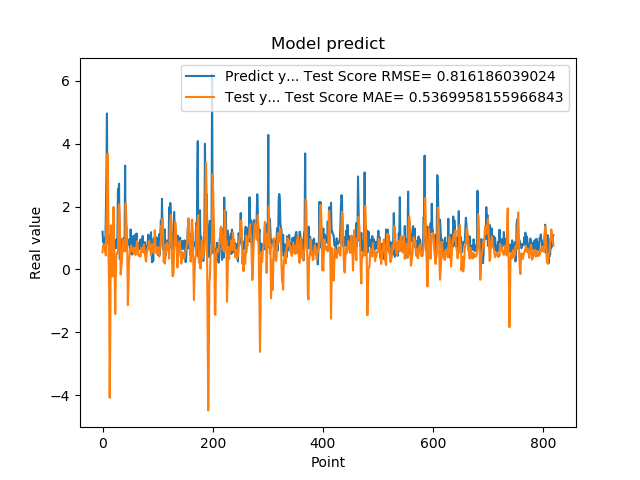 Model predict
Predict y... Test Score RMSE= 0.816186039024
Test y... Test Score MAE= 0.5369958155966843
Real value
6
4
2
0
−2
−4
0 200 400 600 800
Point